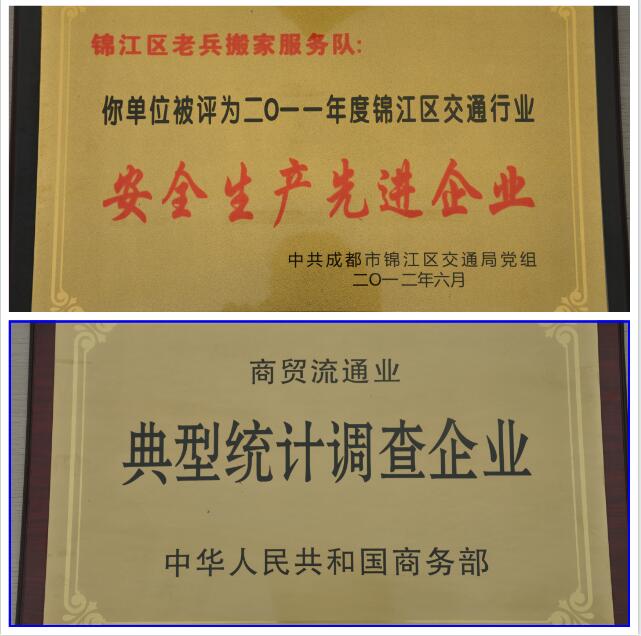 锦江区老兵搬家服务队:
你单位被评为二〇一一年度锦江区交通行业
安全生产先进企业
中共成都市锦江区交通局党组
二〇一二年六月
商贸流通业
典型统计调查企业
中华人民共和国商务部